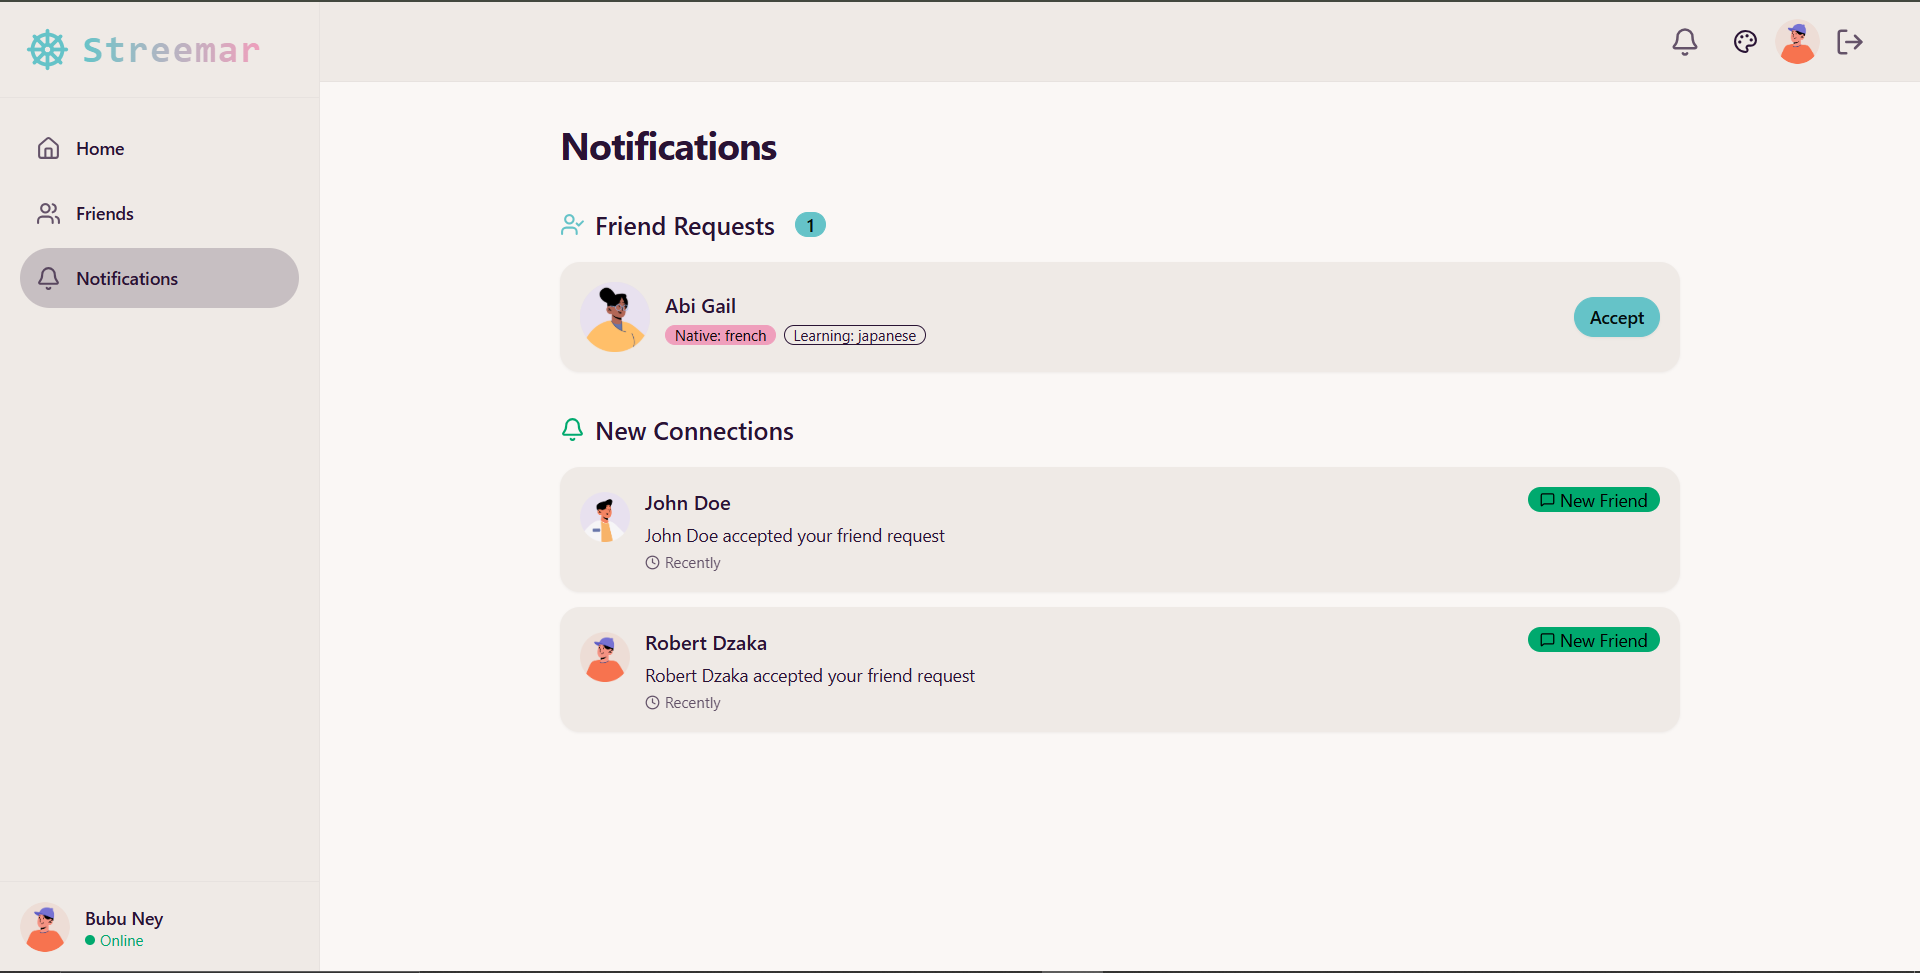 Streemar
Home
Friends
Notifications
Notifications
Friend Requests 1
Abi Gail
Native: french Learning: japanese
Accept
New Connections
John Doe
John Doe accepted your friend request
Recently
New Friend
Robert Dzaka
Robert Dzaka accepted your friend request
Recently
New Friend
Bubu Ney
Online